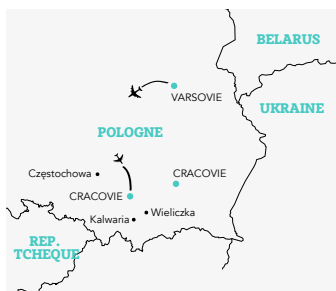 BELARUS
VARSOVIE
UKRAINE
POLOGNE
Częstochowa
CRACOVIE
CRACOVIE
Wieliczka
Kalwaria
REP.
TCHEQUE